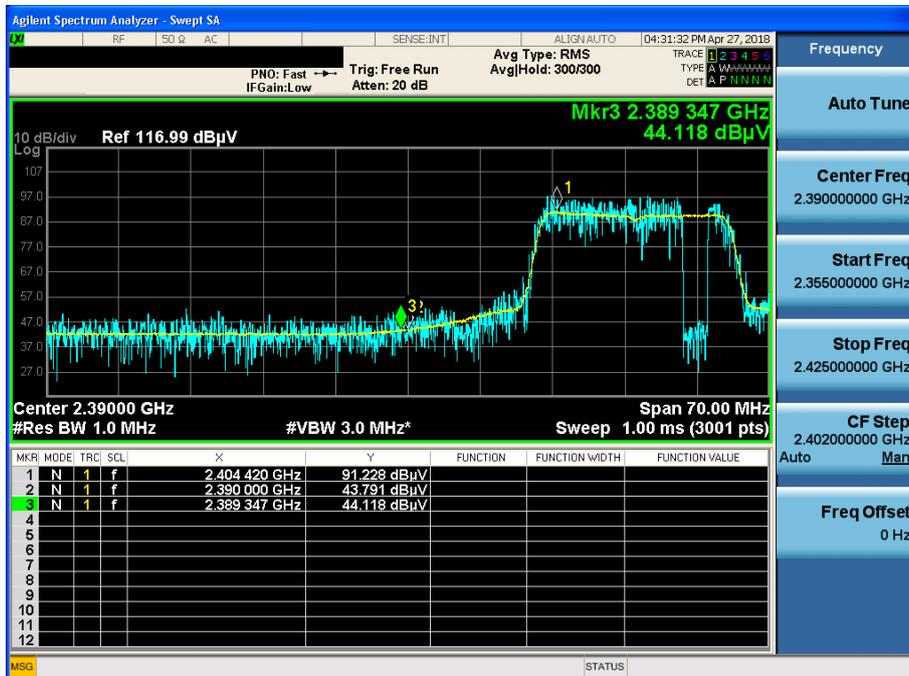 Agilent Spectrum Analyzer - Swept SA
LXI RF 50 Ω AC SENSE:INT ALIGN AUTO 04:31:32 PM Apr 27, 2018
Frequency
PNO: Fast
IFGain:Low
Trig: Free Run
Atten: 20 dB
Avg Type: RMS
Avg|Hold: 300/300
TRACE 1 2 3 4 5 6
TYPE A WWWWWW
DET A P N N N N
Auto Tune
Mkr3 2.389 347 GHz
44.118 dBµV
10 dB/div Ref 116.99 dBµV
Log
107
97.0
87.0
77.0
67.0
57.0
47.0
37.0
27.0
1
3
Center Freq
2.390000000 GHz
Start Freq
2.355000000 GHz
Stop Freq
2.425000000 GHz
Center 2.39000 GHz Span 70.00 MHz
#Res BW 1.0 MHz #VBW 3.0 MHz* Sweep 1.00 ms (3001 pts)
CF Step
2.402000000 GHz
Auto Man
Freq Offset
0 Hz
MKR MODE TRC SCL X Y FUNCTION FUNCTION WIDTH FUNCTION VALUE
1 N 1 f 2.404 420 GHz 91.228 dBµV
2 N 1 f 2.390 000 GHz 43.791 dBµV
3 N 1 f 2.389 347 GHz 44.118 dBµV
4
5
6
7
8
9
10
11
12
MSG STATUS